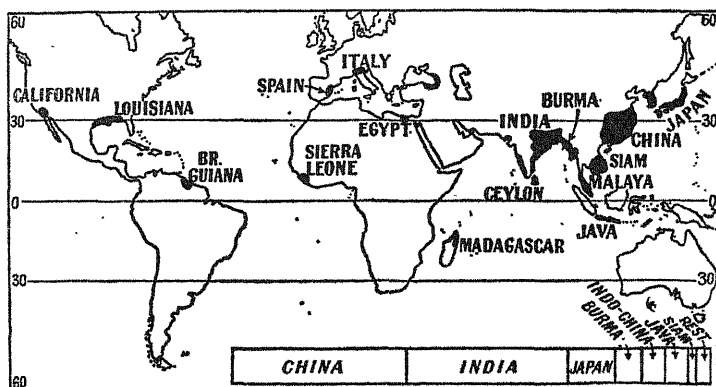 60
60
ITALY
SPAIN
CALIFORNIA
LOUISIANA
BURMA
JAPAN
30
INDIA
30
EGYPT
CHINA
BR.
GUIANA
SIERRA
LEONE
SIAM
CEYLON
MALAYA
0
0
JAVA
MADAGASCAR
30
30
BURMA
INDO-CHINA
JAVA
SIAM
REST
60
CHINA
INDIA
JAPAN
60